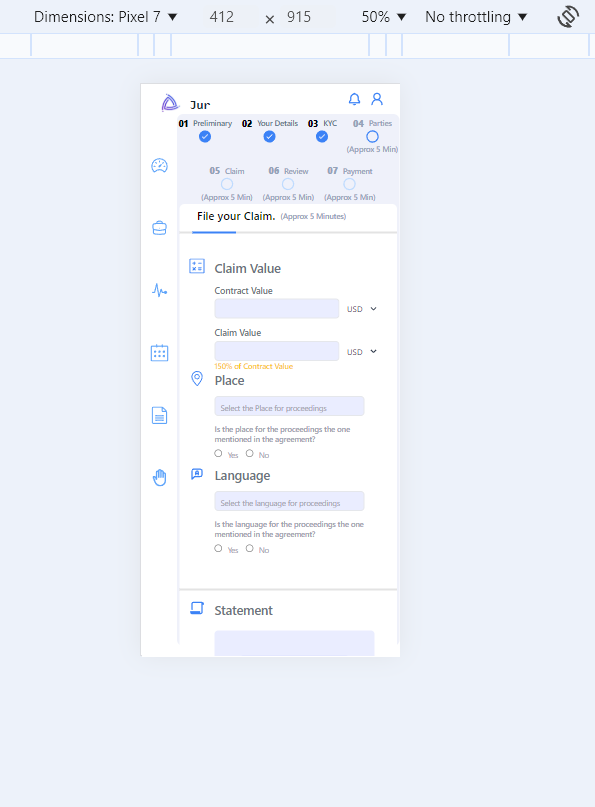 Dimensions: Pixel 7 412 × 915 50% No throttling
Jur
01 Preliminary 02 Your Details 03 KYC 04 Parties
(Approx 5 Min)
05 Claim 06 Review 07 Payment
(Approx 5 Min) (Approx 5 Min) (Approx 5 Min)
File your Claim. (Approx 5 Minutes)
Claim Value
Contract Value
USD
Claim Value
USD
150% of Contract Value
Place
Select the Place for proceedings
Is the place for the proceedings the one
mentioned in the agreement?
Yes No
Language
Select the language for proceedings
Is the language for the proceedings the one
mentioned in the agreement?
Yes No
Statement